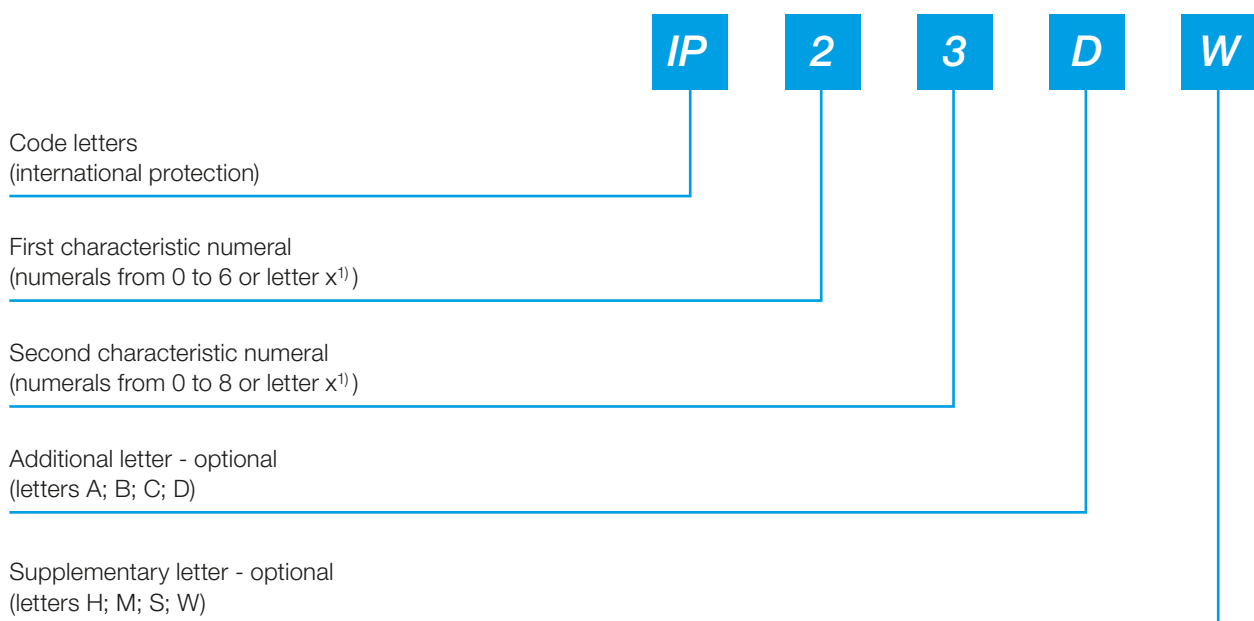 IP 2 3 D W
Code letters
(international protection)
First characteristic numeral
(numerals from 0 to 6 or letter x¹⁾)
Second characteristic numeral
(numerals from 0 to 8 or letter x¹⁾)
Additional letter - optional
(letters A; B; C; D)
Supplementary letter - optional
(letters H; M; S; W)